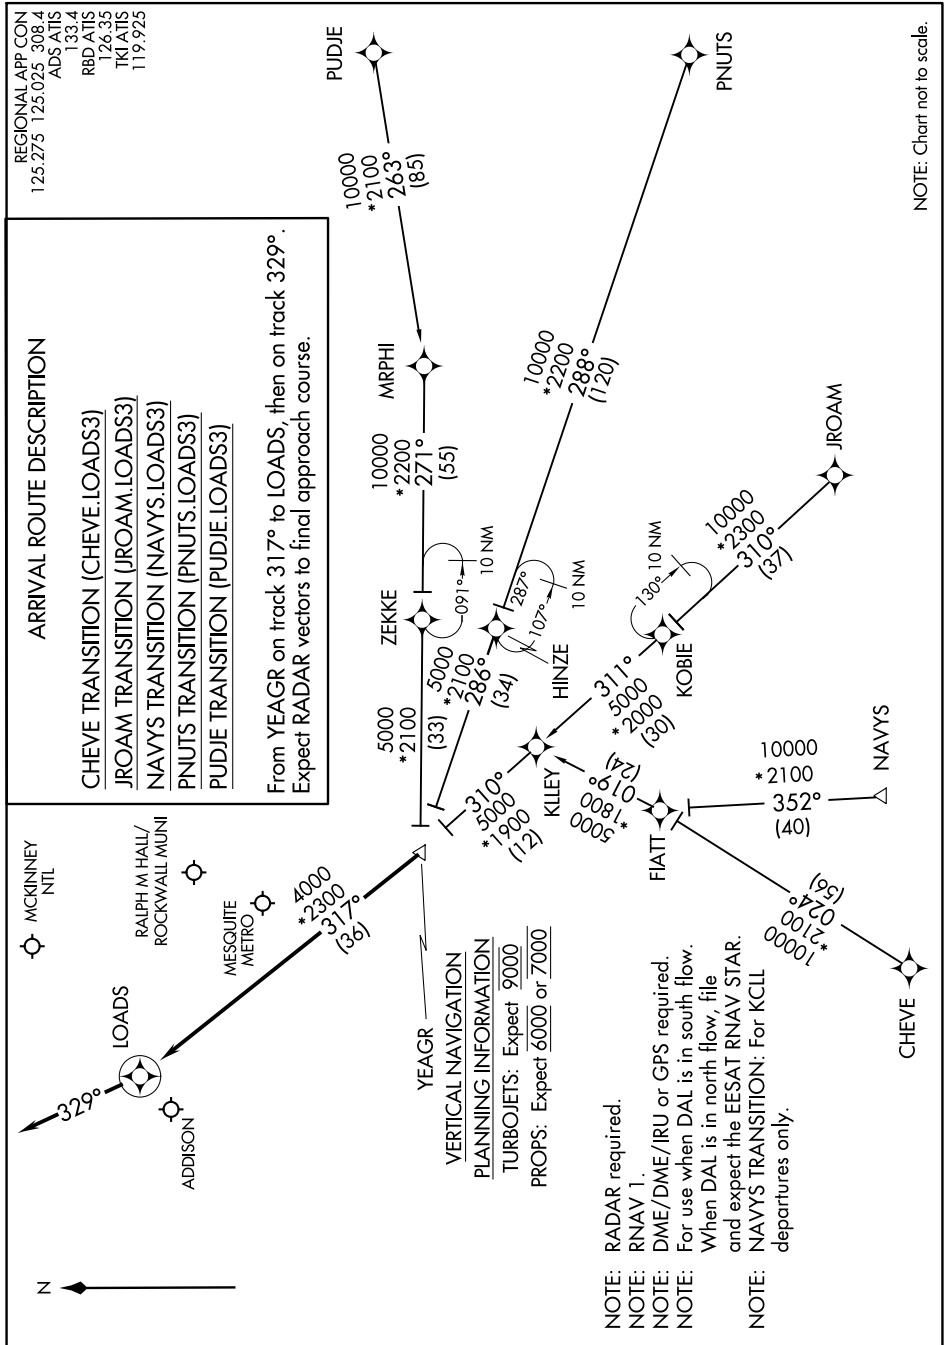 REGIONAL APP CON
125.275 125.025 308.4
ADS ATIS
133.4
RBD ATIS
126.35
TKI ATIS
119.925
ARRIVAL ROUTE DESCRIPTION
CHEVE TRANSITION (CHEVE.LOADS3)
JROAM TRANSITION (JROAM.LOADS3)
NAVYS TRANSITION (NAVYS.LOADS3)
PNUTS TRANSITION (PNUTS.LOADS3)
PUDJE TRANSITION (PUDJE.LOADS3)
From YEAGR on track 317° to LOADS, then on track 329°.
Expect RADAR vectors to final approach course.
N
MCKINNEY
NTL
RALPH M HALL/
ROCKWALL MUNI
MESQUITE
METRO
LOADS
329°
ADDISON
4000
*2300
317°
(36)
YEAGR
VERTICAL NAVIGATION
PLANNING INFORMATION
TURBOJETS: Expect 9000
PROPS: Expect 6000 or 7000
PUDJE
10000
*2100
263°
(85)
MRPHI
10000
*2200
271°
(55)
ZEKKE
091°
10 NM
5000
*2100
(33)
PNUTS
10000
*2200
288°
(120)
HINZE
287°
107°
10 NM
5000
*2100
286°
(34)
JROAM
10000
*2300
310°
(37)
KOBIE
130°
10 NM
311°
5000
*2000
(30)
KLLEY
310°
5000
*1900
(12)
FIATT
019°
5000
*1800
(24)
NAVYS
10000
*2100
352°
(40)
CHEVE
10000
*2100
024°
(56)
NOTE: RADAR required.
NOTE: RNAV 1.
NOTE: DME/DME/IRU or GPS required.
NOTE: For use when DAL is in south flow.
When DAL is in north flow, file
and expect the EESAT RNAV STAR.
NOTE: NAVYS TRANSITION: For KCLL
departures only.
NOTE: Chart not to scale.